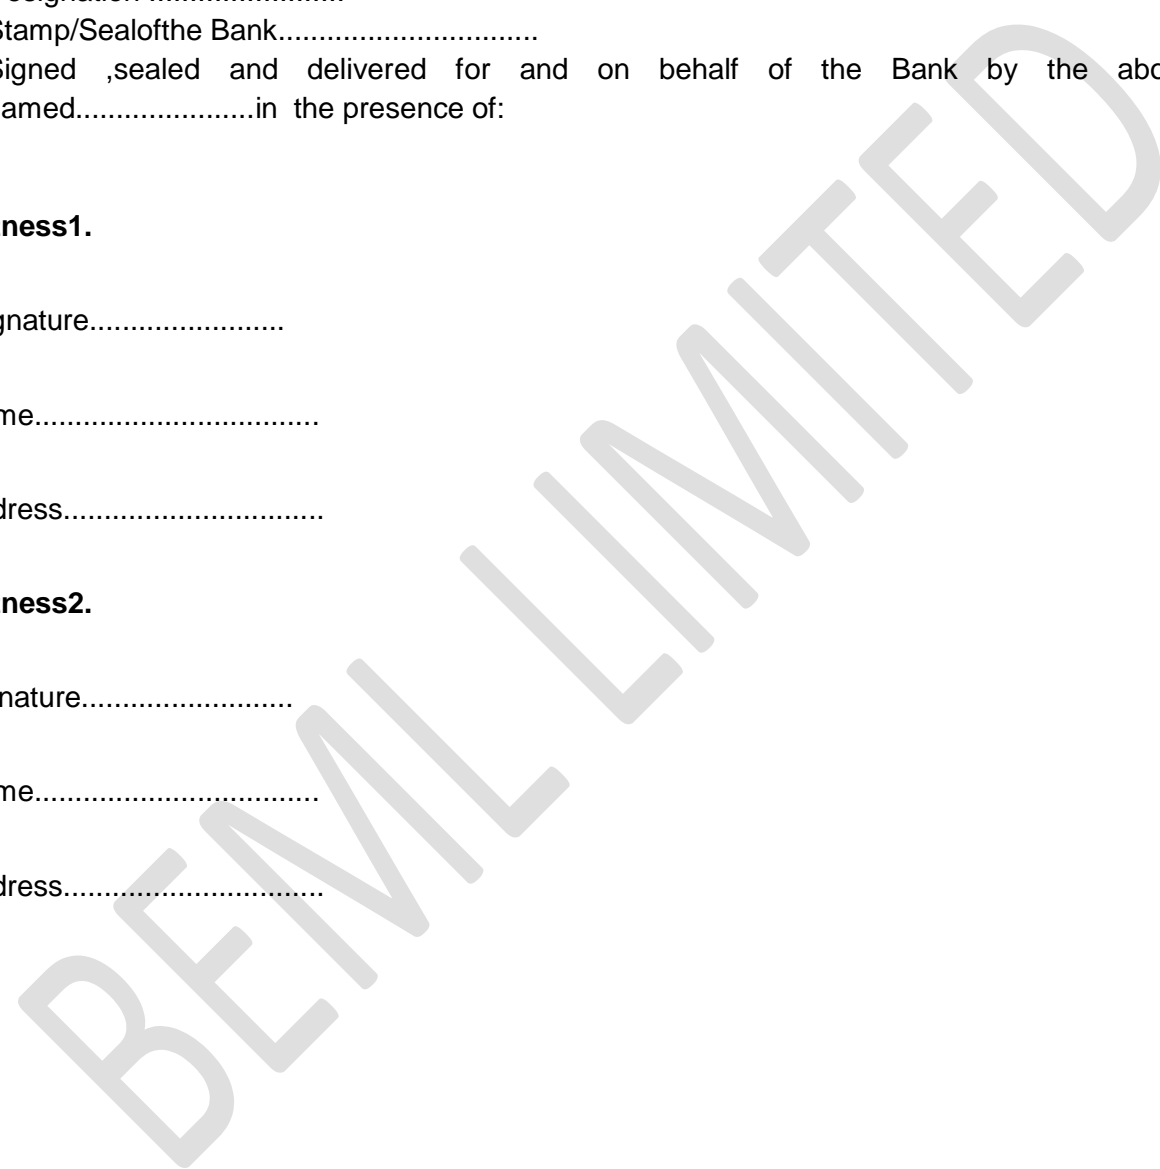 esignation ........................
Stamp/Sealofthe Bank................................
Signed ,sealed and delivered for and on behalf of the Bank by the abo
amed......................in the presence of:
ness1.
gnature........................
me...................................
dress................................
ness2.
nature..........................
me...................................
dress................................
BEML LIMITED